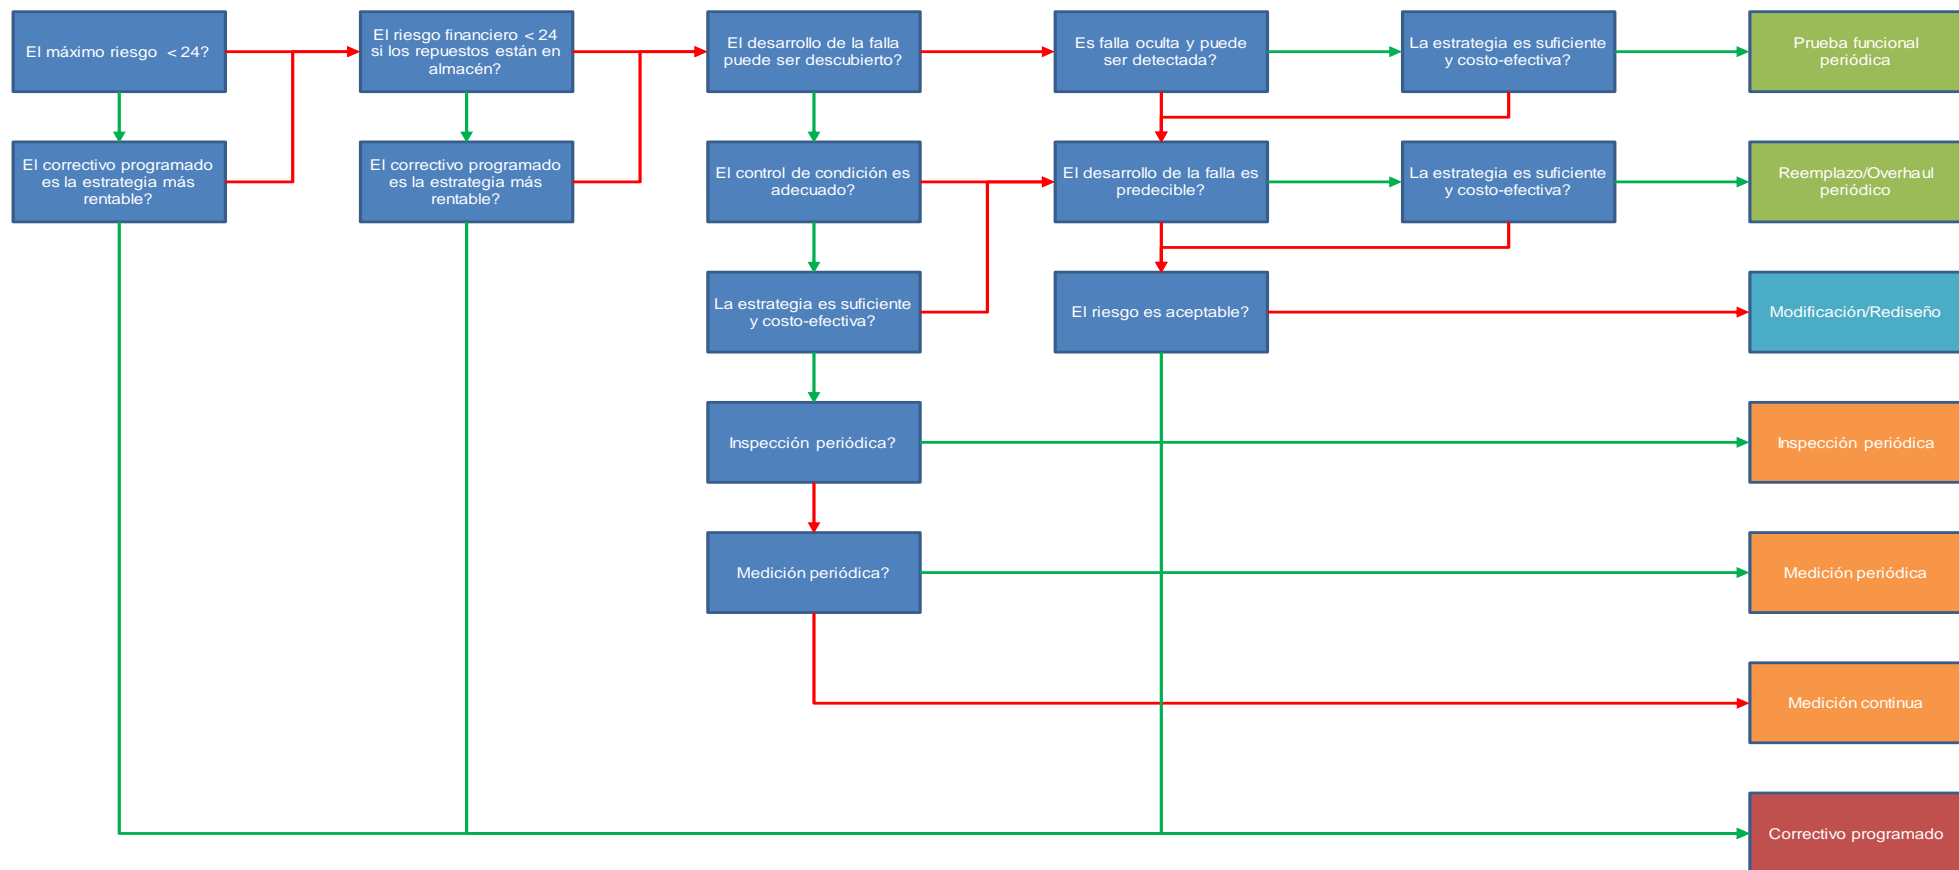 El máximo riesgo < 24?
El riesgo financiero < 24
si los repuestos están en
almacén?
El desarrollo de la falla
puede ser descubierto?
Es falla oculta y puede
ser detectada?
La estrategia es suficiente
y costo-efectiva?
Prueba funcional
periódica
El correctivo programado
es la estrategia más
rentable?
El correctivo programado
es la estrategia más
rentable?
El control de condición es
adecuado?
El desarrollo de la falla es
predecible?
La estrategia es suficiente
y costo-efectiva?
Reemplazo/Overhaul
periódico
La estrategia es suficiente
y costo-efectiva?
El riesgo es aceptable?
Modificación/Rediseño
Inspección periódica?
Inspección periódica
Medición periódica?
Medición periódica
Medición continua
Correctivo programado